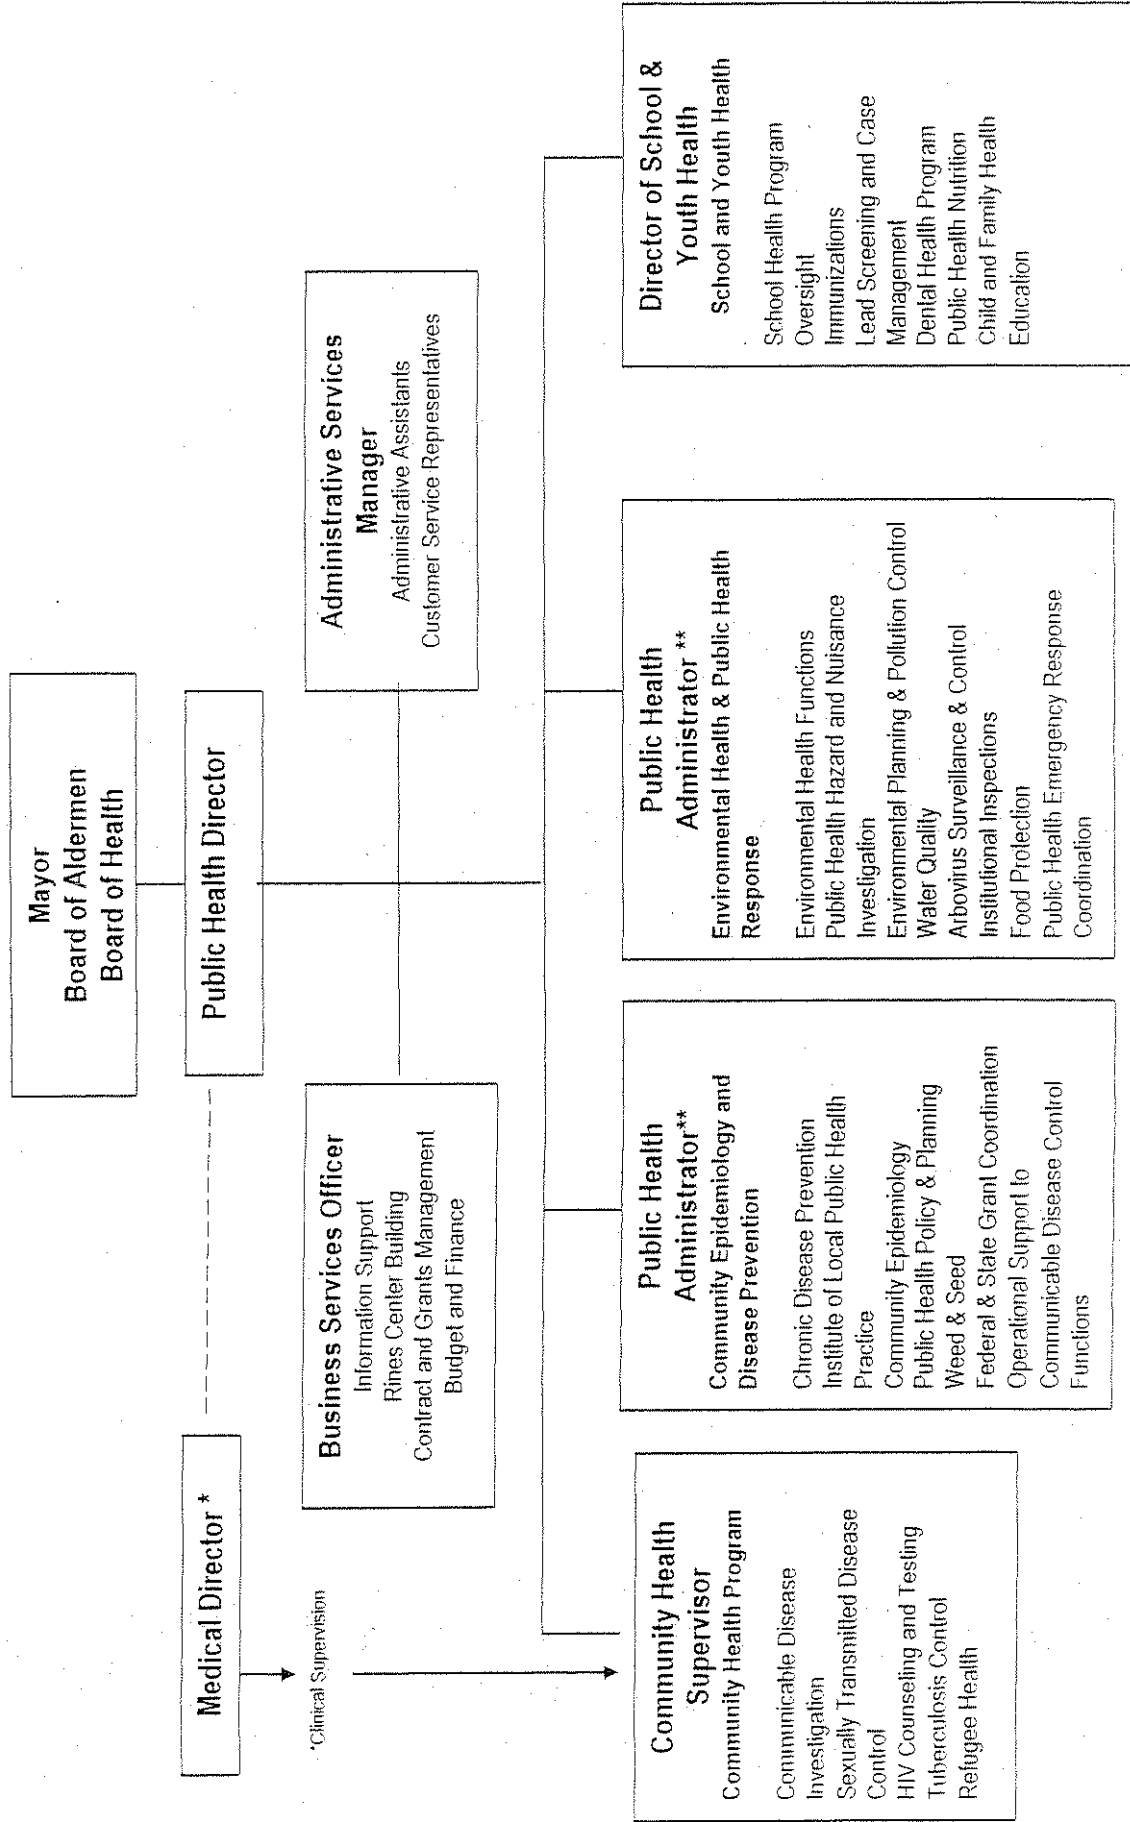 Mayor
Board of Aldermen
Board of Health
Public Health Director
Medical Director *
*Clinical Supervision
Business Services Officer
Information Support
Rines Center Building
Contract and Grants Management
Budget and Finance
Administrative Services
Manager
Administrative Assistants
Customer Service Representatives
Community Health
Supervisor
Community Health Program
Communicable Disease
Investigation
Sexually Transmitted Disease
Control
HIV Counseling and Testing
Tuberculosis Control
Refugee Health
Public Health
Administrator**
Community Epidemiology and
Disease Prevention
Chronic Disease Prevention
Institute of Local Public Health
Practice
Community Epidemiology
Public Health Policy & Planning
Weed & Seed
Federal & State Grant Coordination
Operational Support to
Communicable Disease Control
Functions
Public Health
Administrator **
Environmental Health & Public Health
Response
Environmental Health Functions
Public Health Hazard and Nuisance
Investigation
Environmental Planning & Pollution Control
Water Quality
Arbovirus Surveillance & Control
Institutional Inspections
Food Protection
Public Health Emergency Response
Coordination
Director of School &
Youth Health
School and Youth Health
School Health Program
Oversight
Immunizations
Lead Screening and Case
Management
Dental Health Program
Public Health Nutrition
Child and Family Health
Education